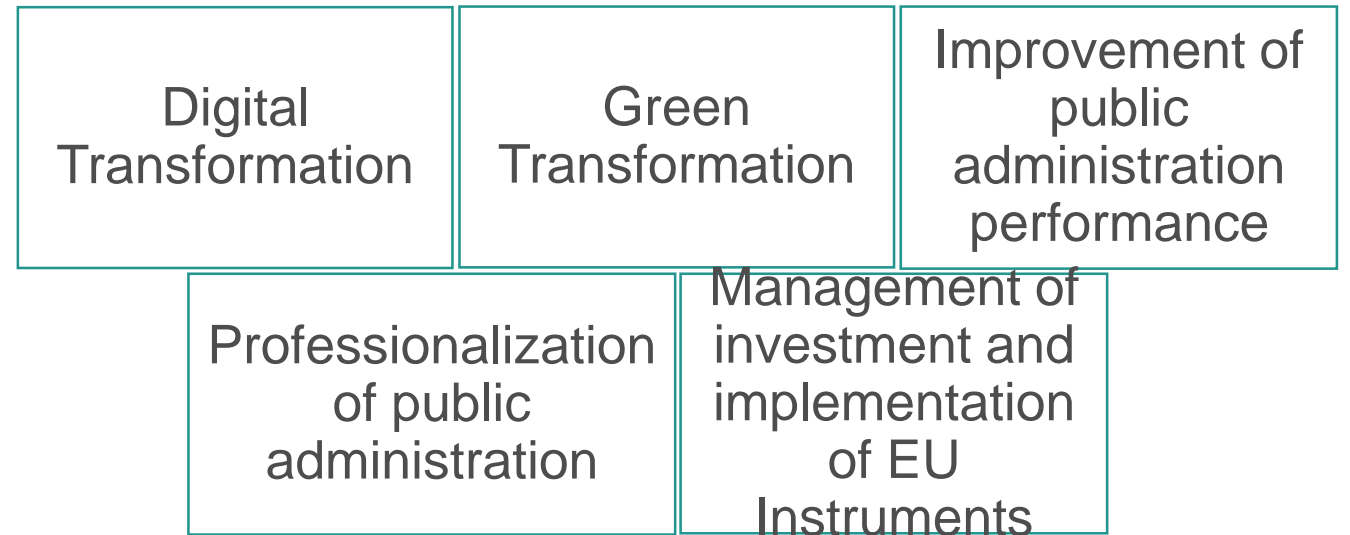 Digital
Transformation
Green
Transformation
Improvement of
public
administration
performance
Professionalization
of public
administration
Management of
investment and
implementation
of EU
Instruments